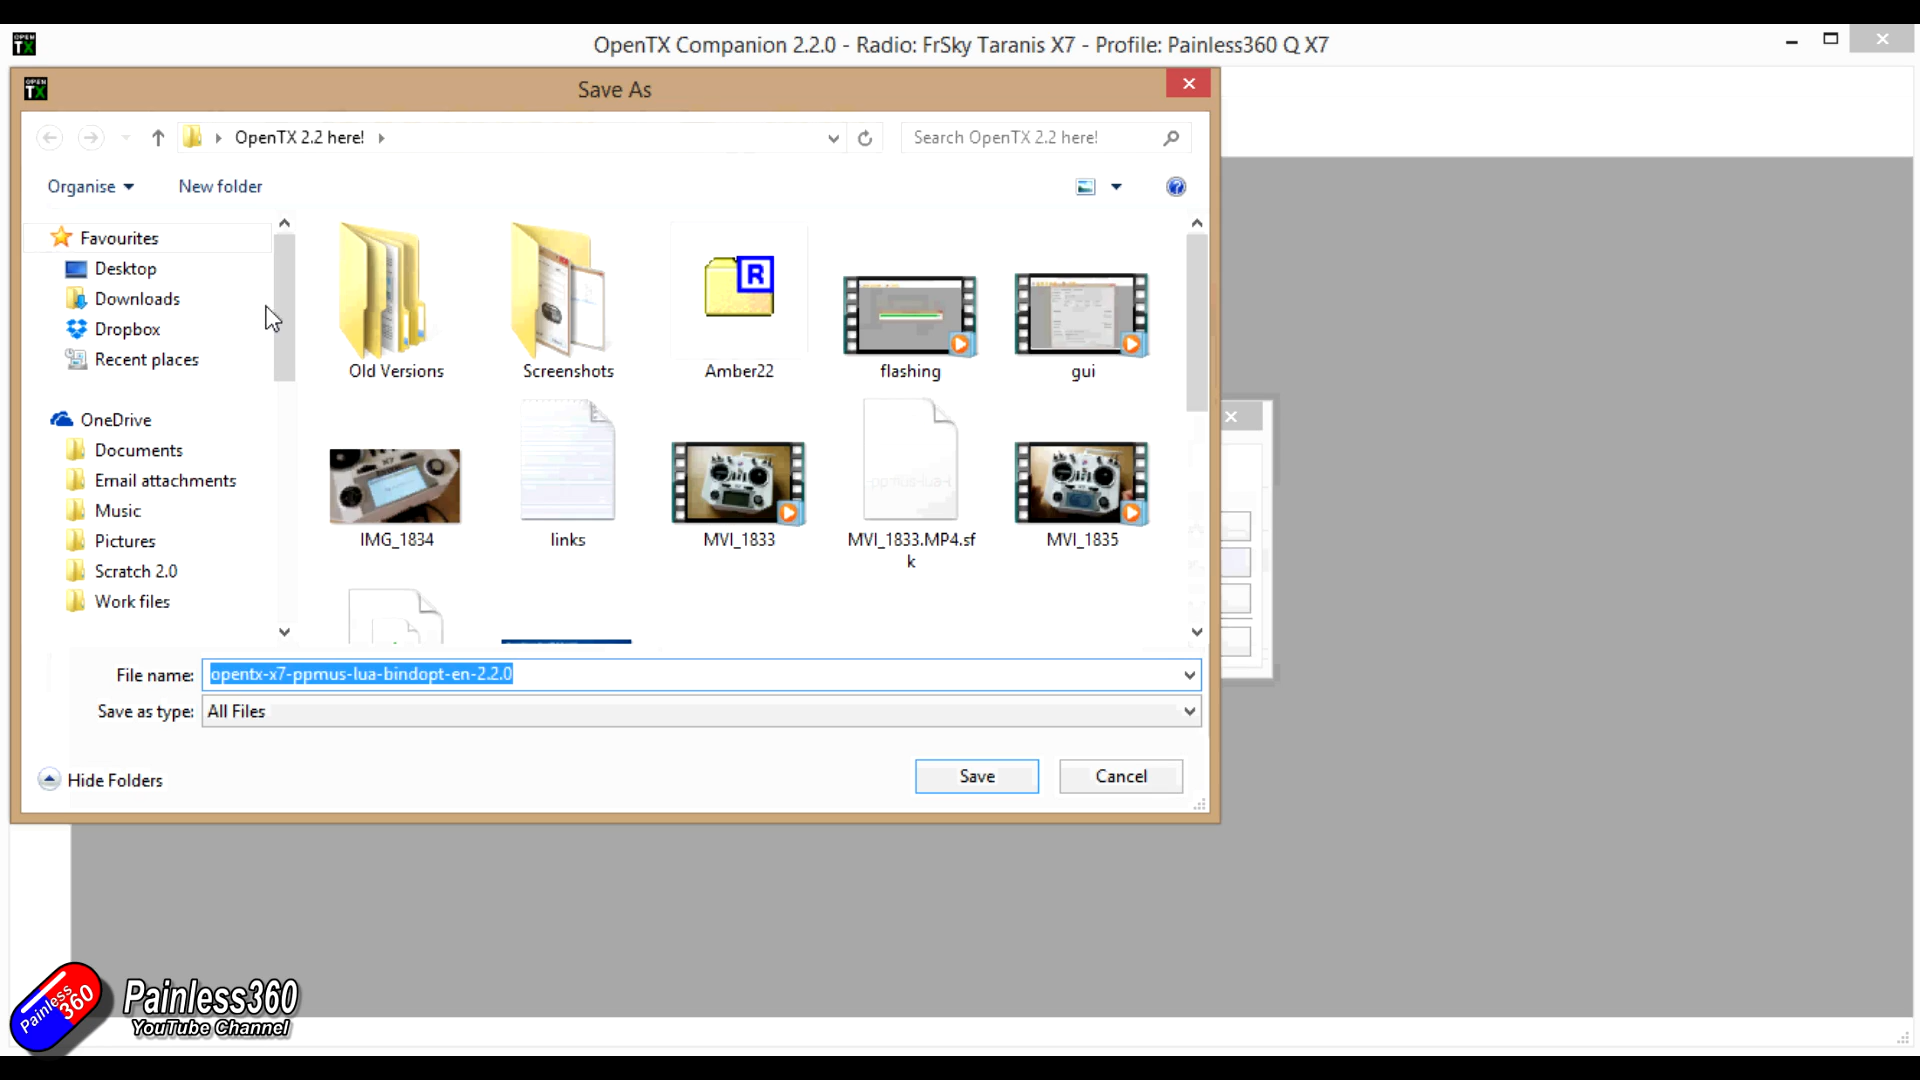 OPEN TX
OpenTX Companion 2.2.0 - Radio: FrSky Taranis X7 - Profile: Painless360 Q X7
OPEN TX
Save As
OpenTX 2.2 here!
Search OpenTX 2.2 here!
Organise
New folder
Favourites
Desktop
Downloads
Dropbox
Recent places
OneDrive
Documents
Email attachments
Music
Pictures
Scratch 2.0
Work files
R
Old Versions
Screenshots
Amber22
flashing
gui
IMG_1834
links
MVI_1833
MVI_1833.MP4.sf
k
MVI_1835
File name: opentx-x7-ppmus-lua-bindopt-en-2.2.0
Save as type: All Files
Hide Folders
Save
Cancel
Painless 360
Painless360
YouTube Channel